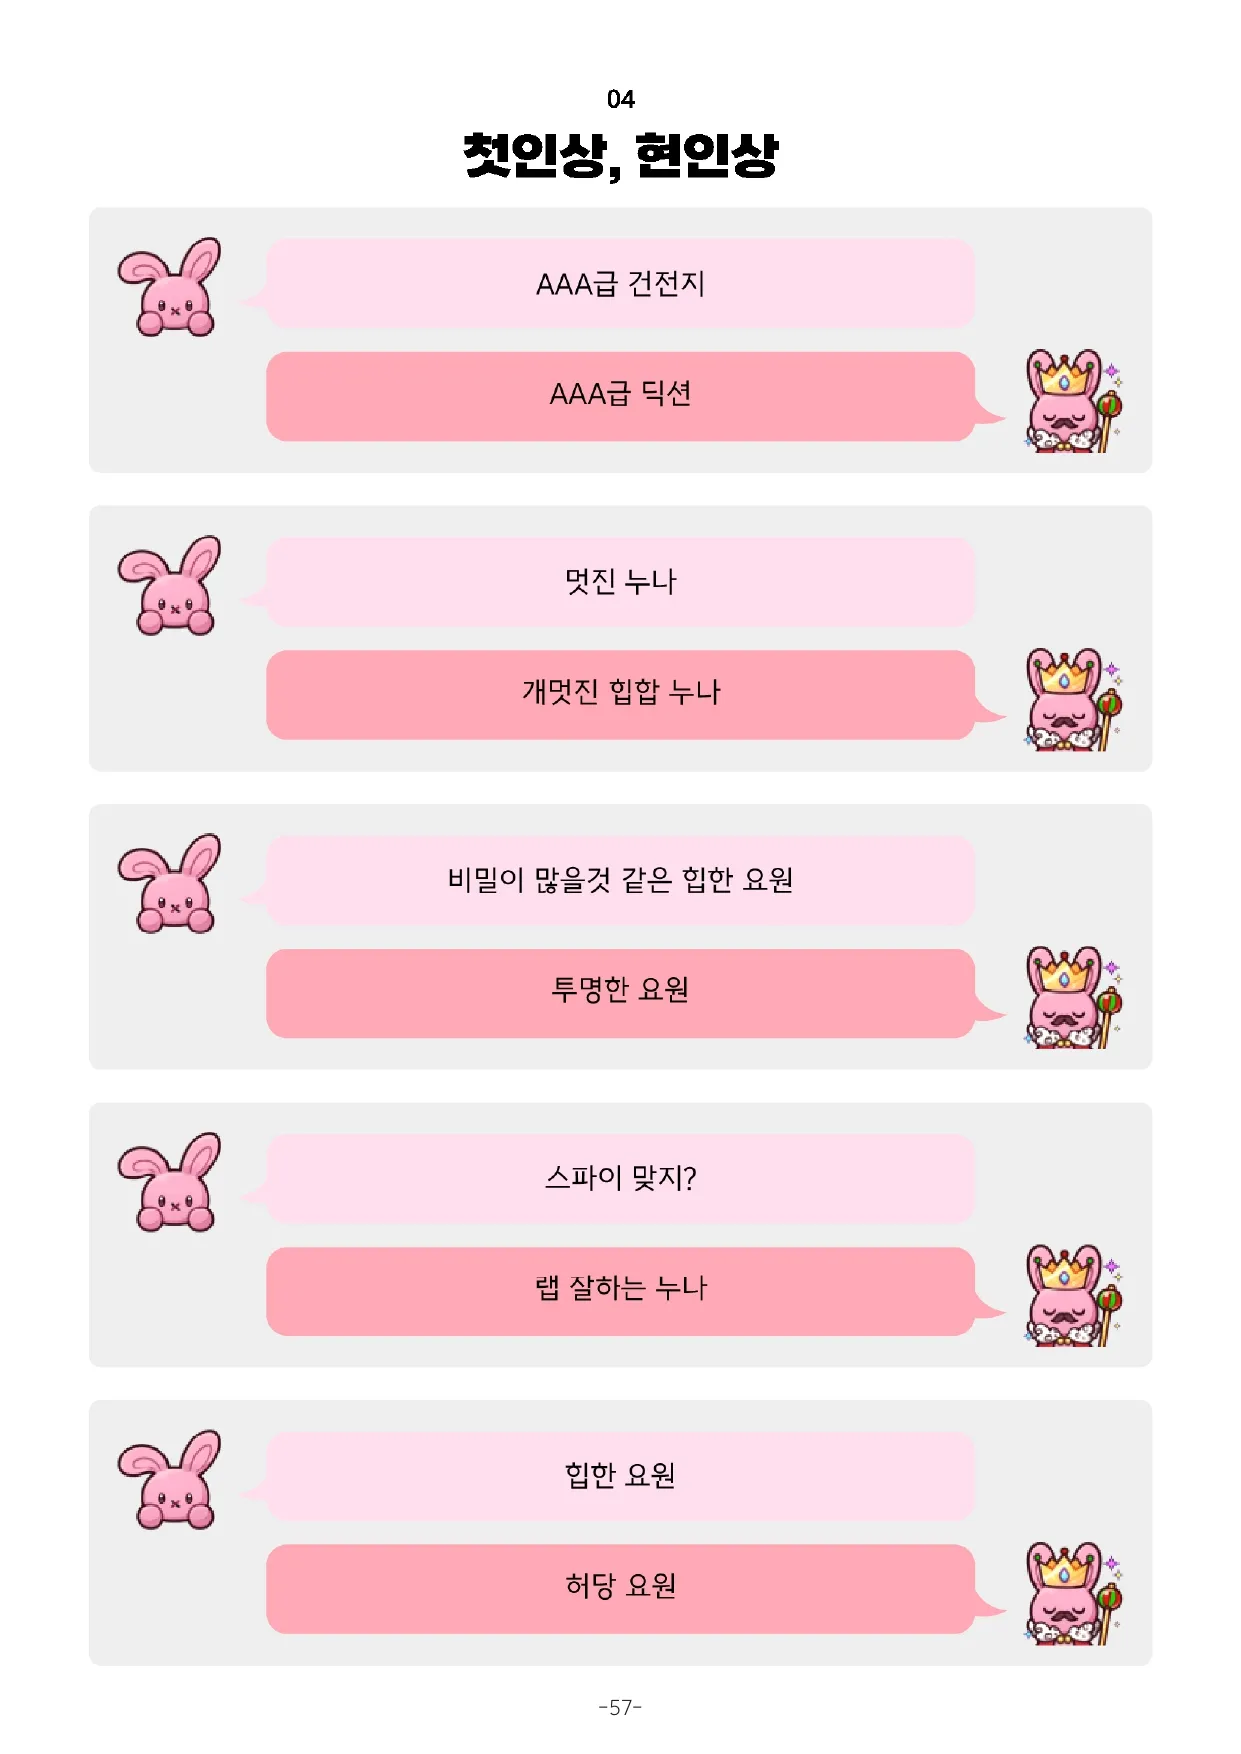 04
첫인상, 현인상
AAA급 건전지
AAA급 딕션
멋진 누나
개멋진 힙합 누나
비밀이 많을것 같은 힙한 요원
투명한 요원
스파이 맞지?
랩 잘하는 누나
힙한 요원
허당 요원
-57-